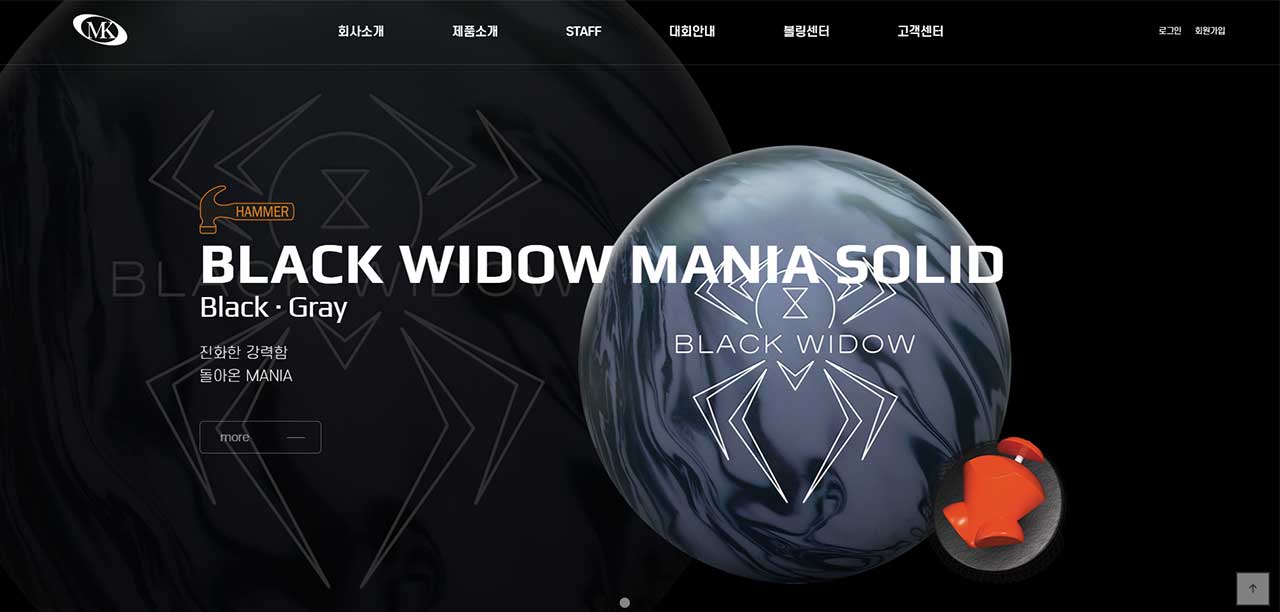 MK
회사소개
제품소개
STAFF
대회안내
볼링센터
고객센터
로그인
회원가입
HAMMER
BLACK WIDOW MANIA SOLID
Black · Gray
진화한 강력함
돌아온 MANIA
more
BLACK WIDOW
BLACK WIDOW